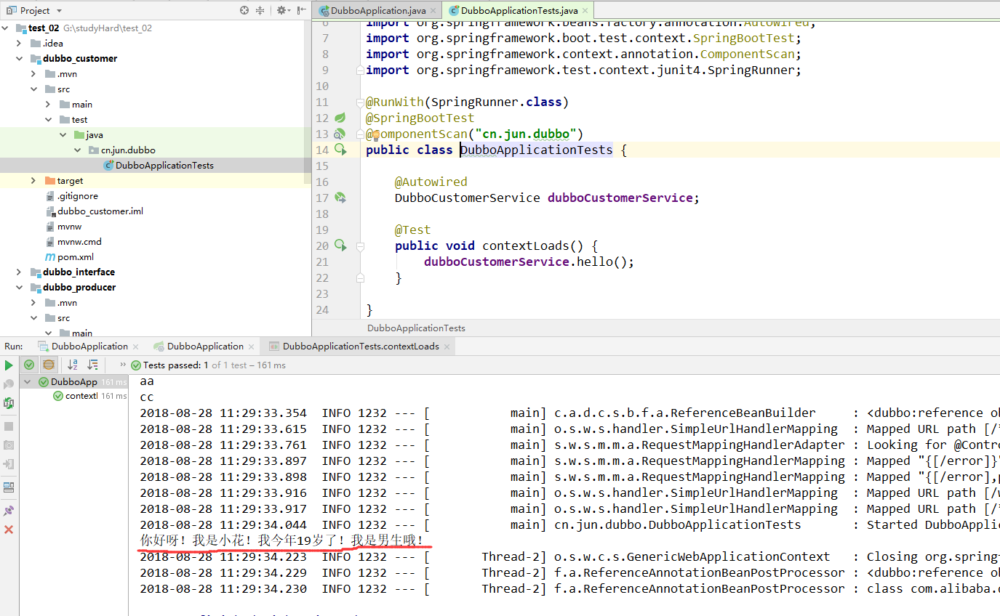 Project
DubboApplication.java
DubboApplicationTests.java
test_02 G:\studyHard\test_02
.idea
dubbo_customer
.mvn
src
main
test
java
cn.jun.dubbo
DubboApplicationTests
target
.gitignore
dubbo_customer.iml
mvnw
mvnw.cmd
pom.xml
dubbo_interface
dubbo_producer
.mvn
src
main
6 import org.springframework.beans.factory.annotation.Autowired;
7 import org.springframework.boot.test.context.SpringBootTest;
8 import org.springframework.context.annotation.ComponentScan;
9 import org.springframework.test.context.junit4.SpringRunner;
10
11 @RunWith(SpringRunner.class)
12 @SpringBootTest
13 @ComponentScan("cn.jun.dubbo")
14 public class DubboApplicationTests {
15
16 @Autowired
17 DubboCustomerService dubboCustomerService;
18
19 @Test
20 public void contextLoads() {
21 dubboCustomerService.hello();
22 }
23
24 }
DubboApplicationTests
Run: DubboApplication DubboApplication DubboApplicationTests.contextLoads
» Tests passed: 1 of 1 test – 161 ms
DubboApp 161 ms
contextl 161 ms
aa
cc
2018-08-28 11:29:33.354 INFO 1232 --- [ main] c.a.d.c.s.b.f.a.ReferenceBeanBuilder : <dubbo:reference ob
2018-08-28 11:29:33.615 INFO 1232 --- [ main] o.s.w.s.handler.SimpleUrlHandlerMapping : Mapped URL path [/*
2018-08-28 11:29:33.761 INFO 1232 --- [ main] s.w.s.m.m.a.RequestMappingHandlerAdapter : Looking for @Contro
2018-08-28 11:29:33.897 INFO 1232 --- [ main] s.w.s.m.m.a.RequestMappingHandlerMapping : Mapped "{[/error]}"
2018-08-28 11:29:33.898 INFO 1232 --- [ main] s.w.s.m.m.a.RequestMappingHandlerMapping : Mapped "{[/error],p
2018-08-28 11:29:33.916 INFO 1232 --- [ main] o.s.w.s.handler.SimpleUrlHandlerMapping : Mapped URL path [/w
2018-08-28 11:29:33.917 INFO 1232 --- [ main] o.s.w.s.handler.SimpleUrlHandlerMapping : Mapped URL path [/*
2018-08-28 11:29:34.044 INFO 1232 --- [ main] cn.jun.dubbo.DubboApplicationTests : Started DubboApplic
你好呀！我是小花！我今年19岁了！我是男生哦！
2018-08-28 11:29:34.223 INFO 1232 --- [ Thread-2] o.s.w.c.s.GenericWebApplicationContext : Closing org.spring
2018-08-28 11:29:34.229 INFO 1232 --- [ Thread-2] f.a.ReferenceAnnotationBeanPostProcessor : <dubbo:reference ob
2018-08-28 11:29:34.230 INFO 1232 --- [ Thread-2] f.a.ReferenceAnnotationBeanPostProcessor : class com.alibaba.